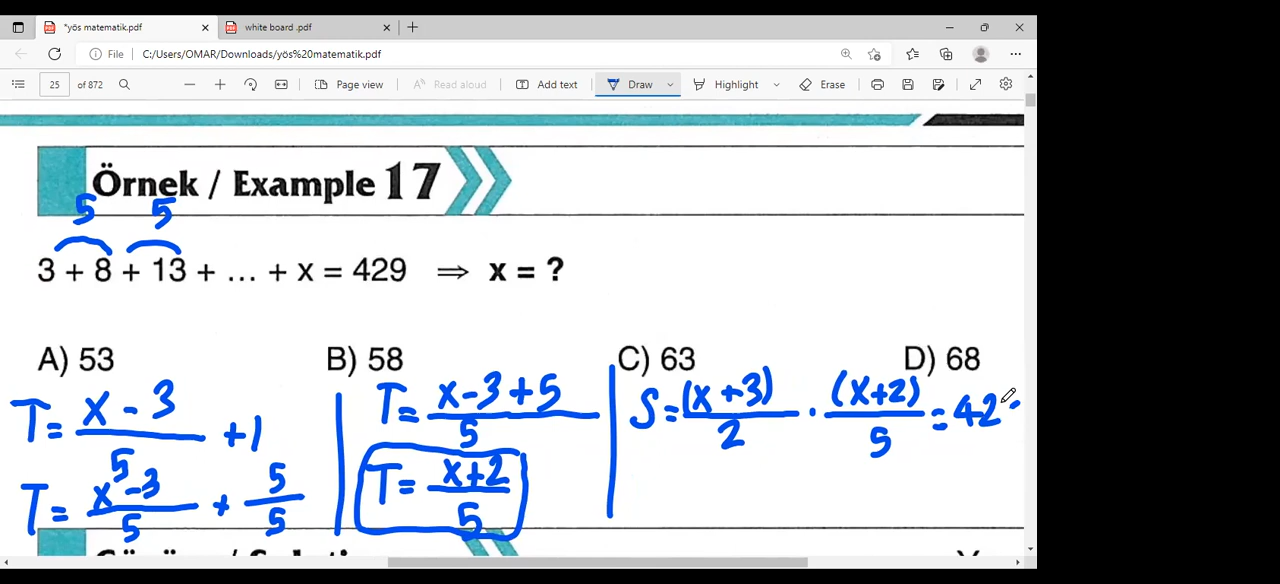 *yös matematik.pdf
white board .pdf
File C:/Users/OMAR/Downloads/yös%20matematik.pdf
25 of 872 Page view Read aloud Add text Draw Highlight Erase
Örnek / Example 17
5 5
3 + 8 + 13 + ... + x = 429 ⇒ x = ?
A) 53 B) 58 C) 63 D) 68
T = (x - 3)/5 + 1
T = (x - 3)/5 + 5/5
T = (x - 3 + 5)/5
T = (x + 2)/5
S = (x + 3)/2 . (x + 2)/5 = 42